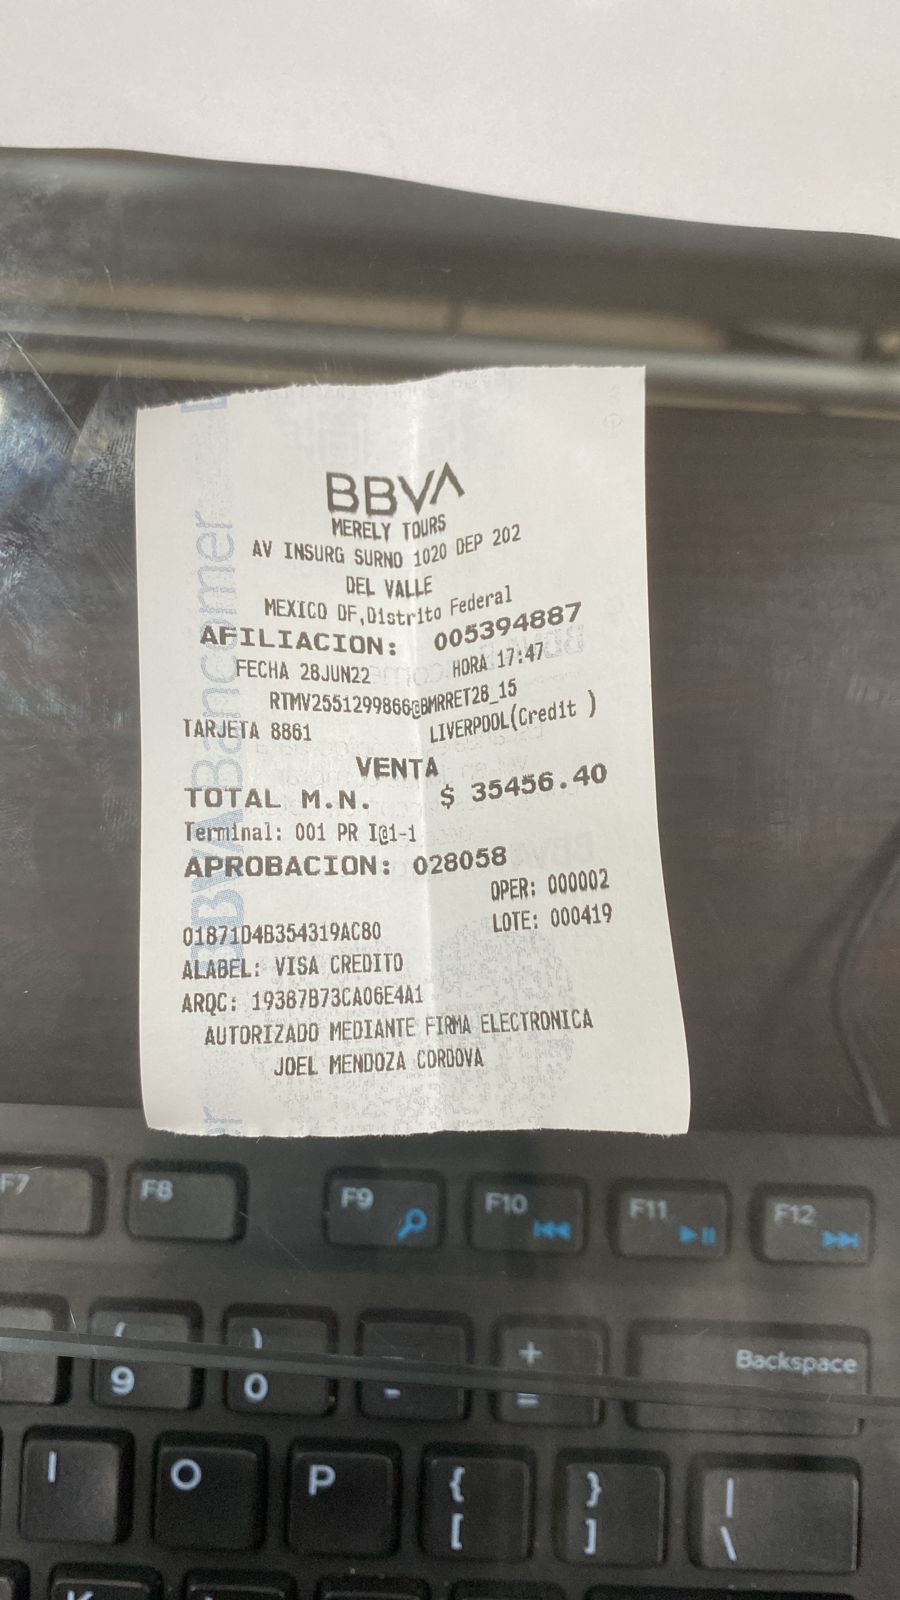 BBVA
MERELY TOURS
AV INSURG SURNO 1020 DEP 202
DEL VALLE
MEXICO DF,Distrito Federal
AFILIACION: 005394887
FECHA 28JUN22 HORA 17:47
RTMV2551299866@BMRRET28_15
TARJETA 8861 LIVERPOOL(Credit )
VENTA
TOTAL M.N. $ 35456.40
Terminal: 001 PR I@1-1
APROBACION: 028058
OPER: 000002
LOTE: 000419
01871D4B354319AC80
ALABEL: VISA CREDITO
ARQC: 19387B73CA06E4A1
AUTORIZADO MEDIANTE FIRMA ELECTRONICA
JOEL MENDOZA CORDOVA
BBVA Bancomer
F7 F8 F9 F10 F11 F12
( ) + Backspace
9 0 - =
I O P { } |
[ ] \